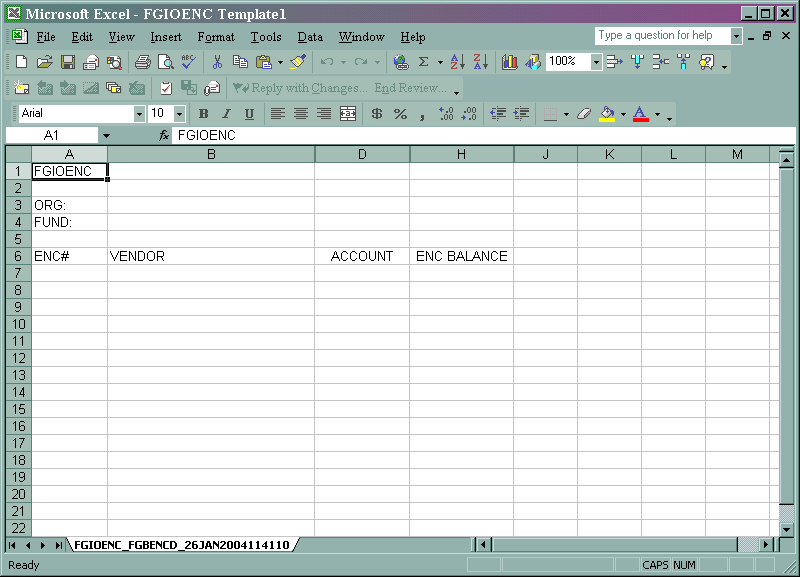 Microsoft Excel - FGIOENC Template1
File Edit View Insert Format Tools Data Window Help Type a question for help
100%
Reply with Changes... End Review...
Arial 10 B I U $ % ,
A1 fx FGIOENC
A B D H J K L M
1 FGIOENC
2
3 ORG:
4 FUND:
5
6 ENC# VENDOR ACCOUNT ENC BALANCE
7
8
9
10
11
12
13
14
15
16
17
18
19
20
21
22
FGIOENC_FGBENCD_26JAN2004114110
Ready CAPS NUM